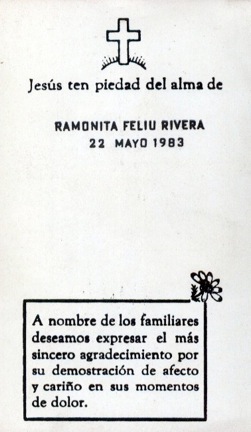 Jesús ten piedad del alma de
RAMONITA FELIU RIVERA
22 MAYO 1983
A nombre de los familiares
deseamos expresar el más
sincero agradecimiento por
su demostración de afecto
y cariño en sus momentos
de dolor.